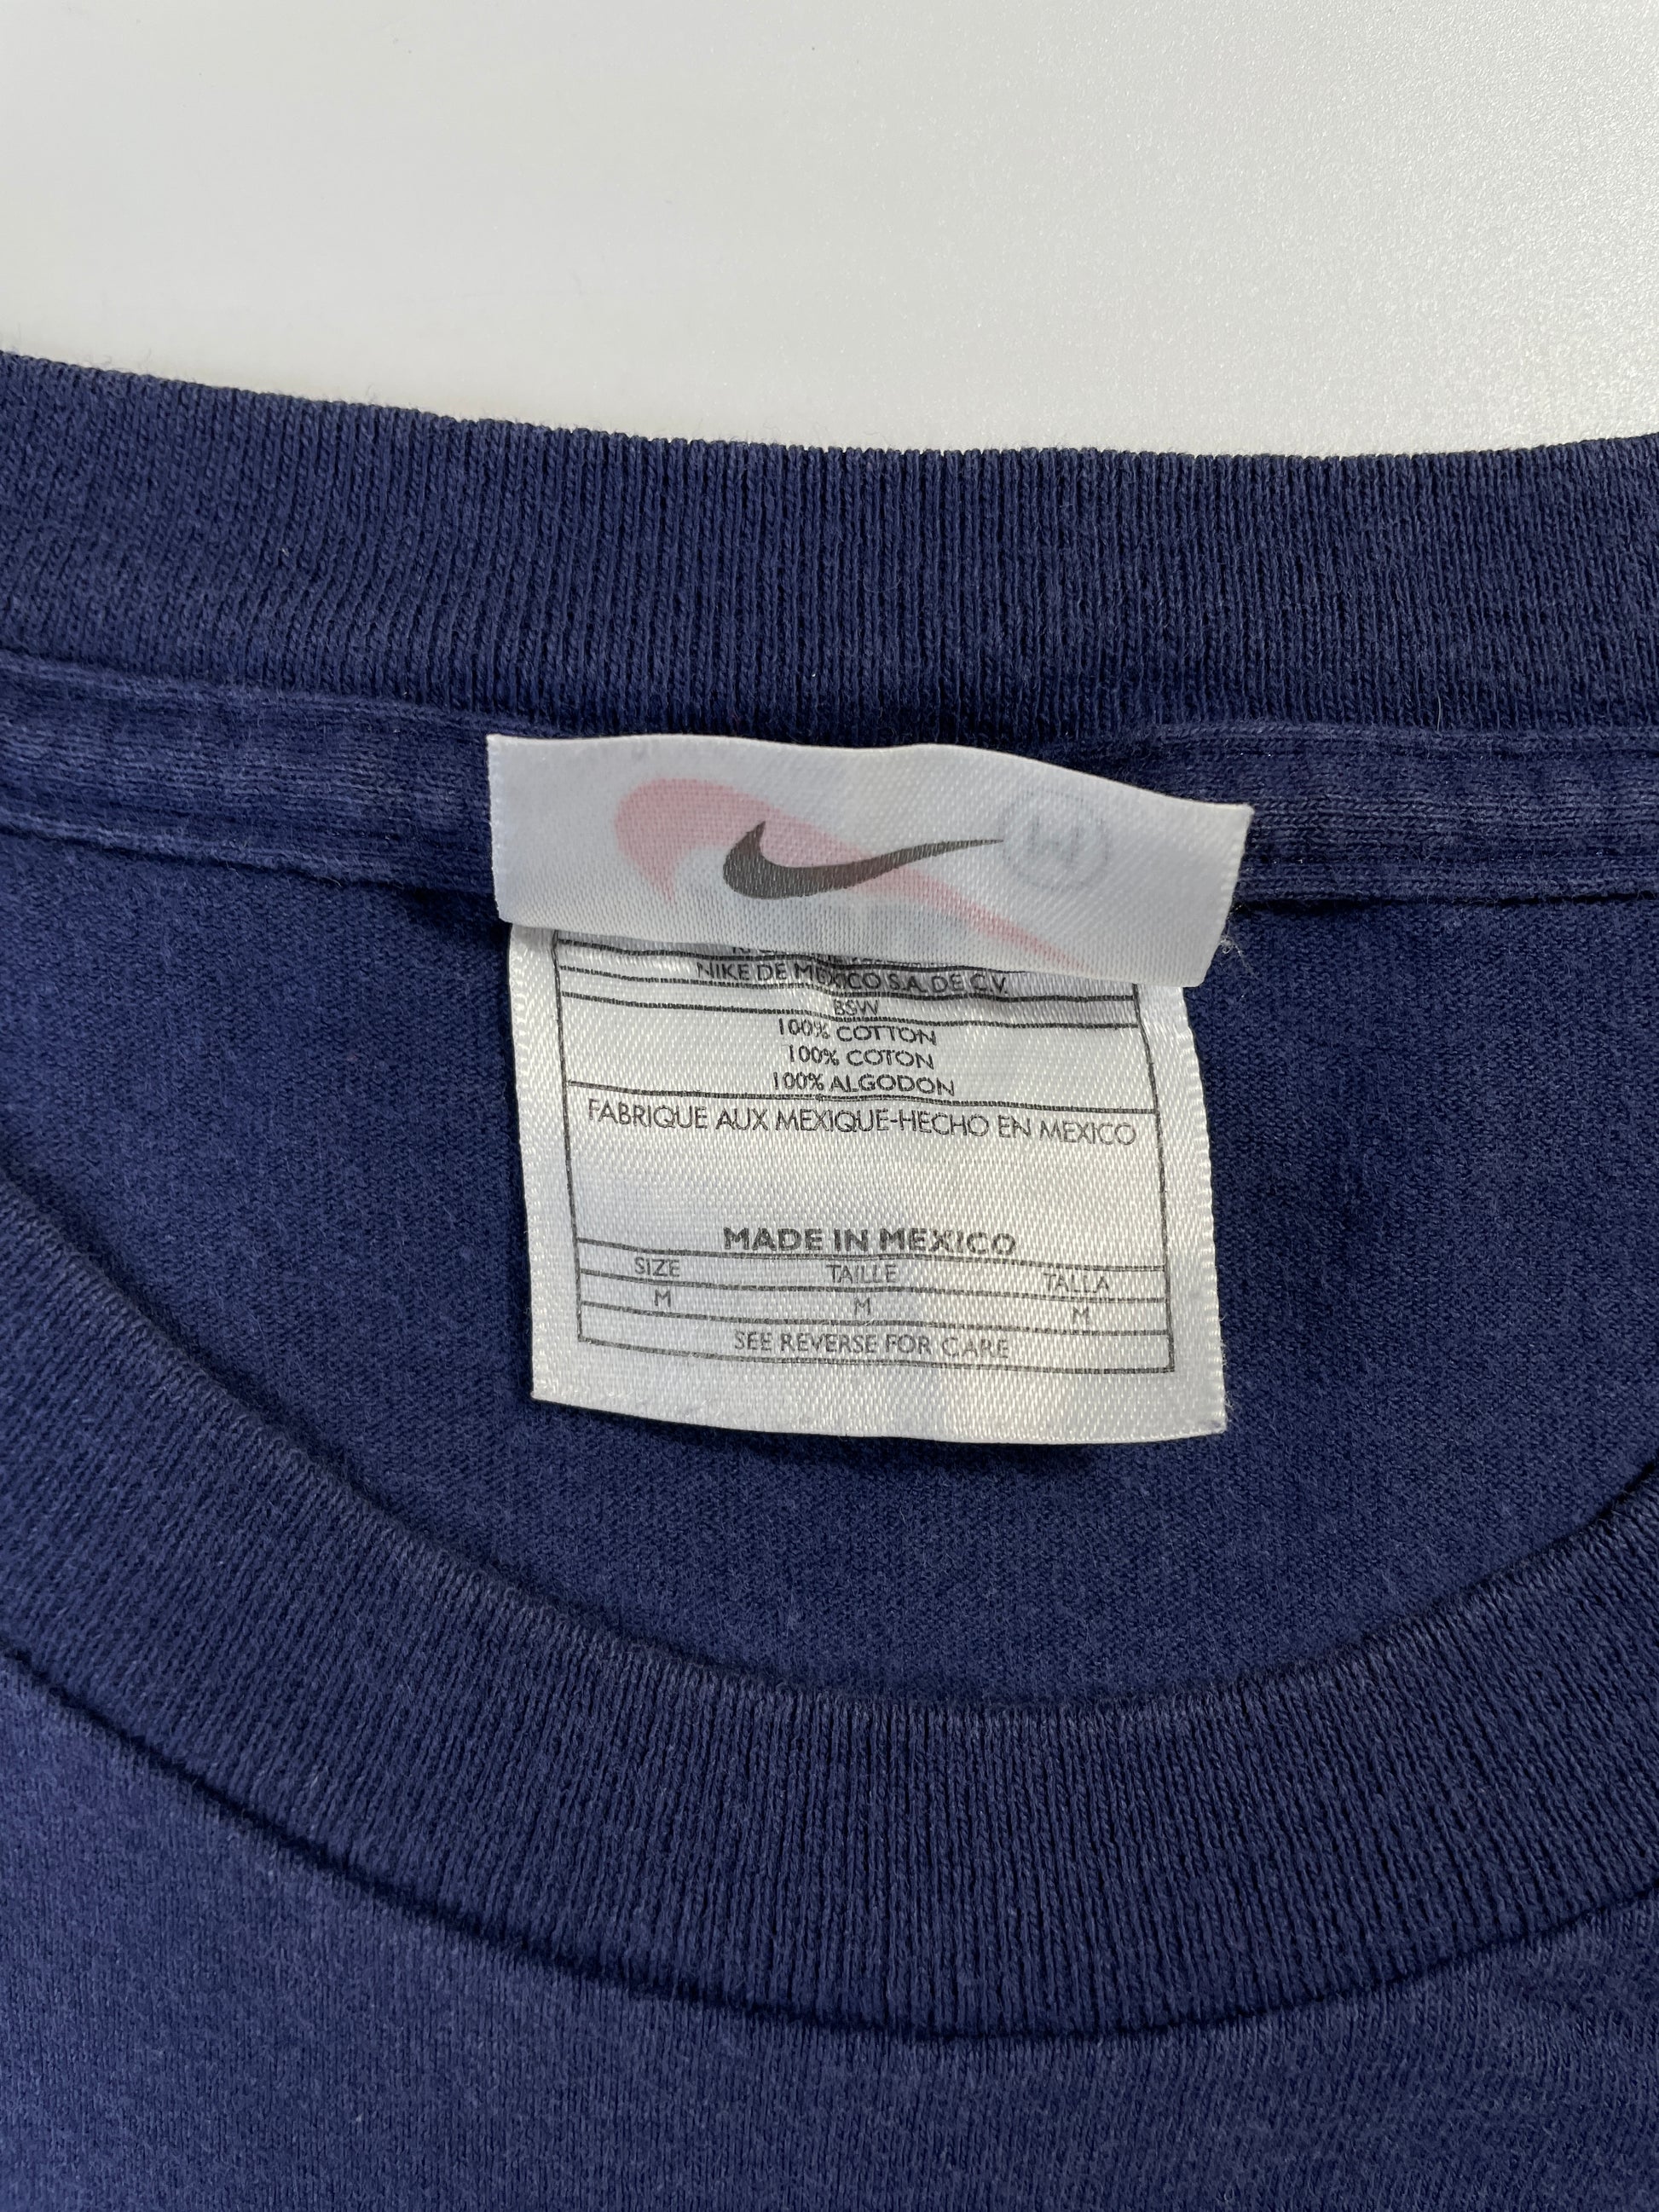 M
NIKE DE MEXICO S.A. DE C.V.
BSW
100% COTTON
100% COTON
100% ALGODON
FABRIQUE AUX MEXIQUE-HECHO EN MEXICO
MADE IN MEXICO
SIZE TAILLE TALLA
M M M
SEE REVERSE FOR CARE